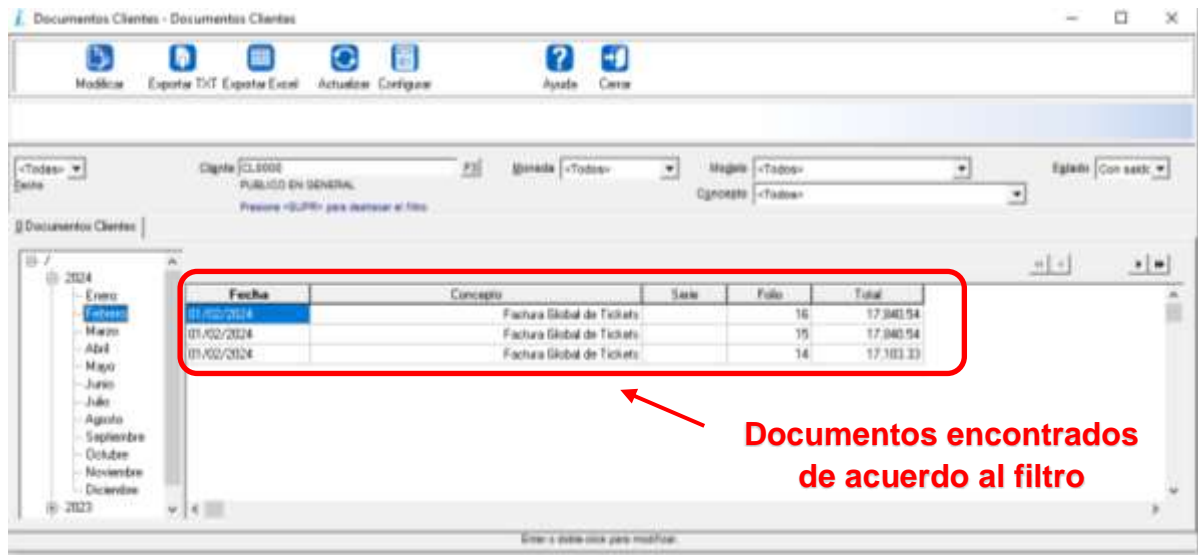 Documentos Clientes - Documentos Clientes
Modificar Exportar TXT Exportar Excel Actualizar Configurar Ayuda Cerrar
<Todas> Cliente CL0000 F3 Moneda <Todos> Modelo <Todos> Estado Con saldo
PUBLICO EN GENERAL Concepto <Todos>
Presione <SUPR> para deshacer el filtro
Documentos Clientes
/
2024
Enero
Febrero
Marzo
Abril
Mayo
Junio
Julio
Agosto
Septiembre
Octubre
Noviembre
Diciembre
2023
Fecha Concepto Serie Folio Total
01/02/2024 Factura Global de Tickets 16 17,840.54
01/02/2024 Factura Global de Tickets 15 17,840.54
01/02/2024 Factura Global de Tickets 14 17,103.33
Documentos encontrados
de acuerdo al filtro
Enter o doble click para modificar.